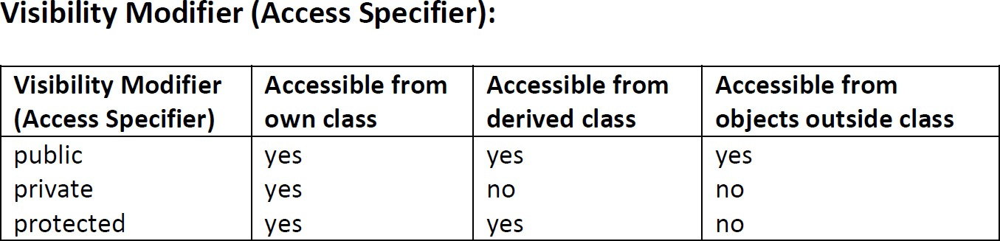 Visibility Modifier (Access Specifier):
Visibility Modifier (Access Specifier) Accessible from own class Accessible from derived class Accessible from objects outside class
public yes yes yes
private yes no no
protected yes yes no